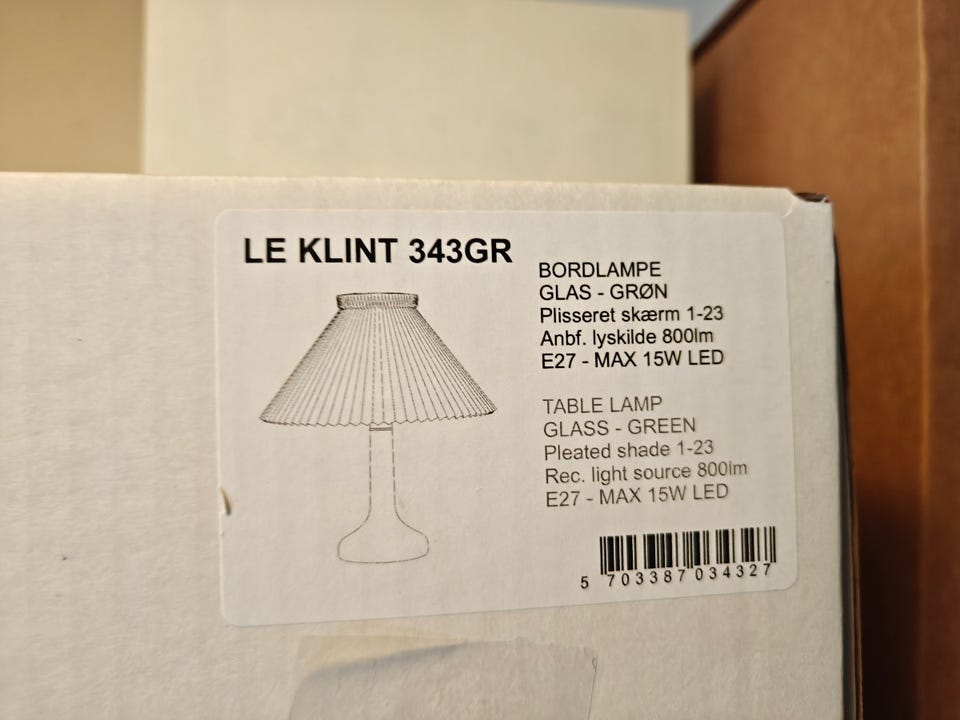 LE KLINT 343GR
BORDLAMPE
GLAS - GRØN
Plisseret skærm 1-23
Anbf. lyskilde 800lm
E27 - MAX 15W LED
TABLE LAMP
GLASS - GREEN
Pleated shade 1-23
Rec. light source 800lm
E27 - MAX 15W LED
5 703387 034327